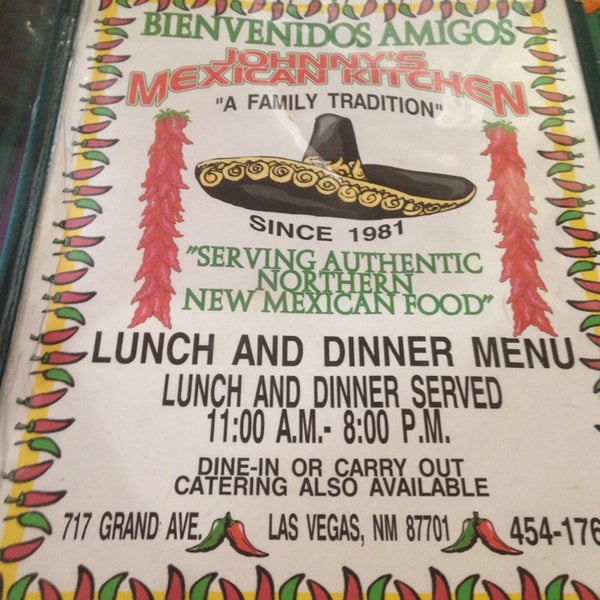 BIENVENIDOS AMIGOS
JOHNNY'S
MEXICAN KITCHEN
"A FAMILY TRADITION"
SINCE 1981
"SERVING AUTHENTIC
NORTHERN
NEW MEXICAN FOOD"
LUNCH AND DINNER MENU
LUNCH AND DINNER SERVED
11:00 A.M.- 8:00 P.M.
DINE-IN OR CARRY OUT
CATERING ALSO AVAILABLE
717 GRAND AVE. LAS VEGAS, NM 87701 454-176